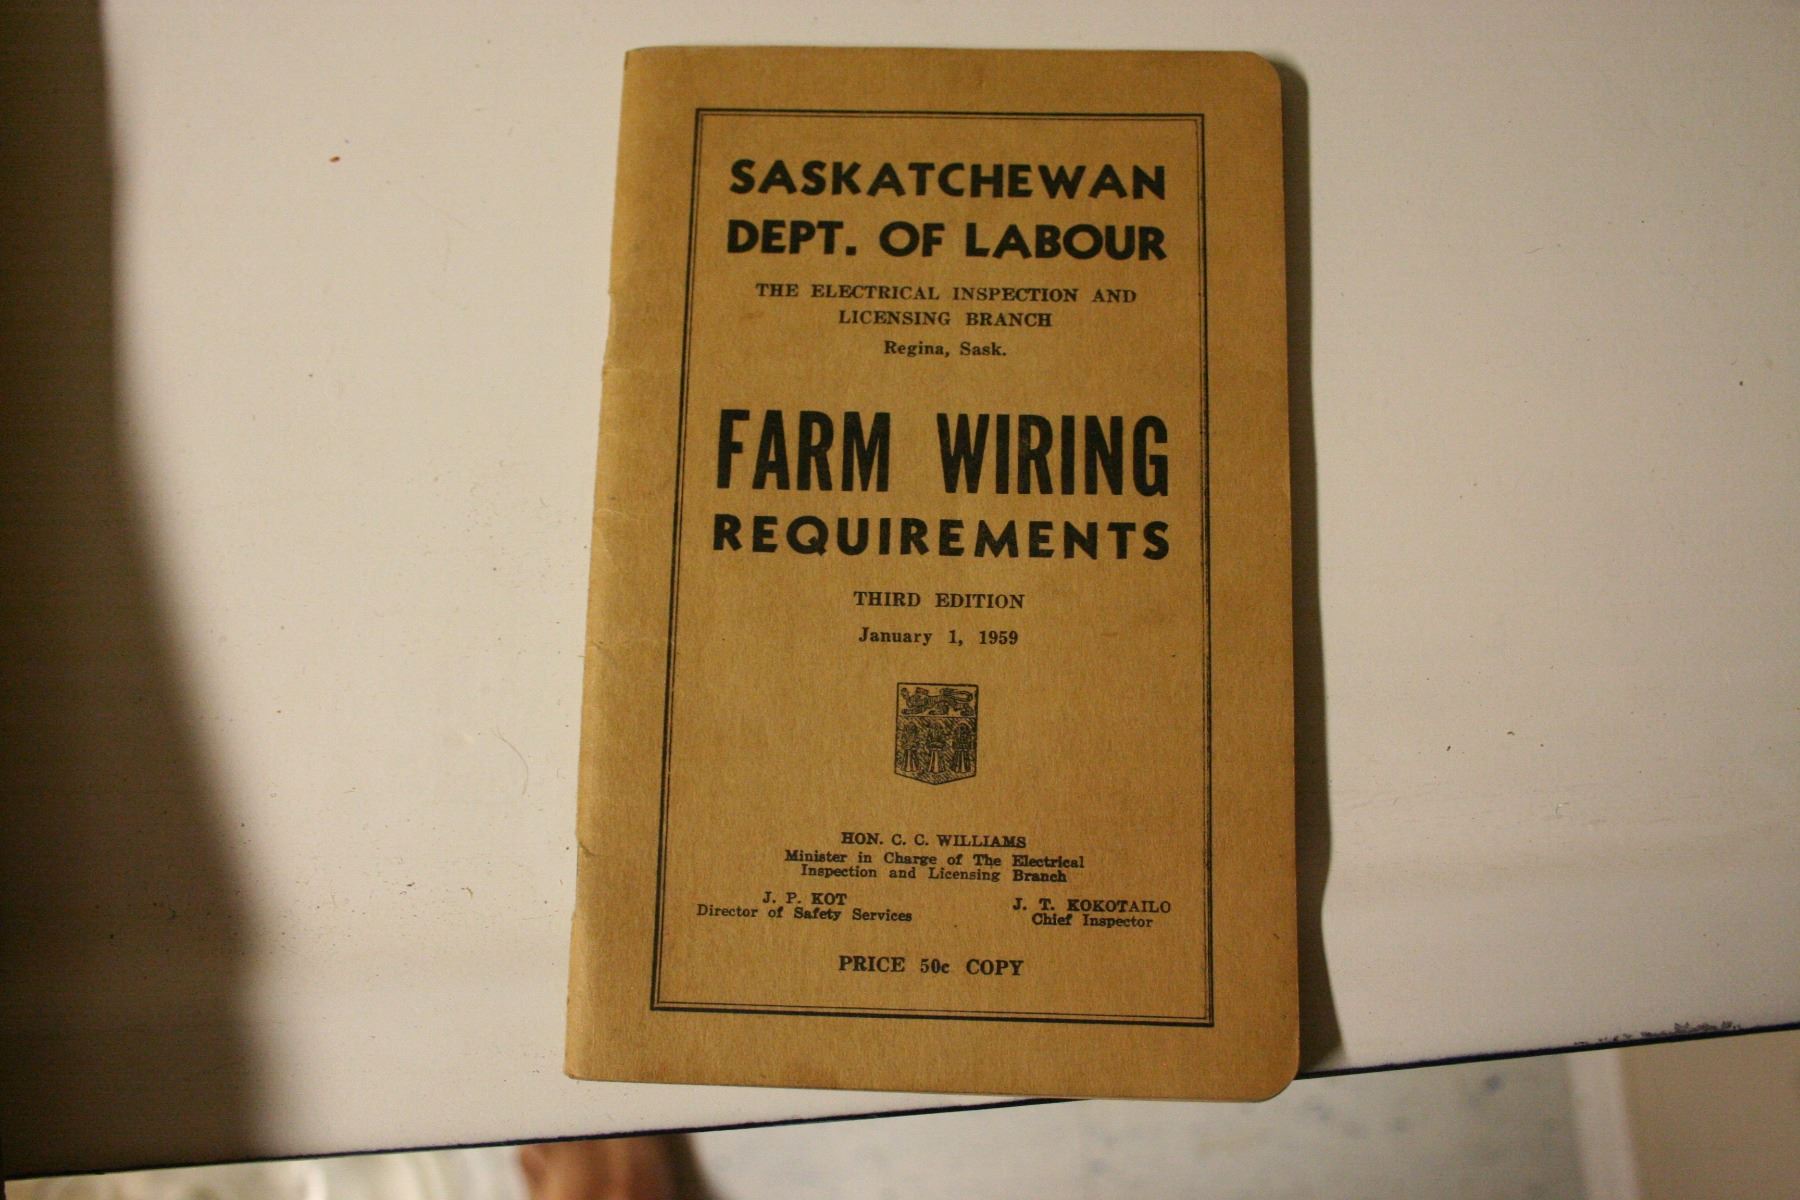 SASKATCHEWAN
DEPT. OF LABOUR
THE ELECTRICAL INSPECTION AND
LICENSING BRANCH
Regina, Sask.
FARM WIRING
REQUIREMENTS
THIRD EDITION
January 1, 1959
HON. C. C. WILLIAMS
Minister in Charge of The Electrical
Inspection and Licensing Branch
J. P. KOT
Director of Safety Services
J. T. KOKOTAILO
Chief Inspector
PRICE 50c COPY